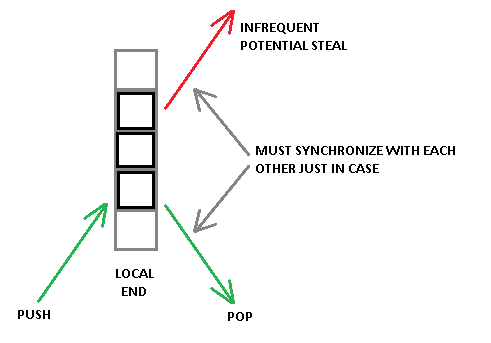 INFREQUENT
POTENTIAL STEAL
MUST SYNCHRONIZE WITH EACH
OTHER JUST IN CASE
LOCAL
END
PUSH
POP